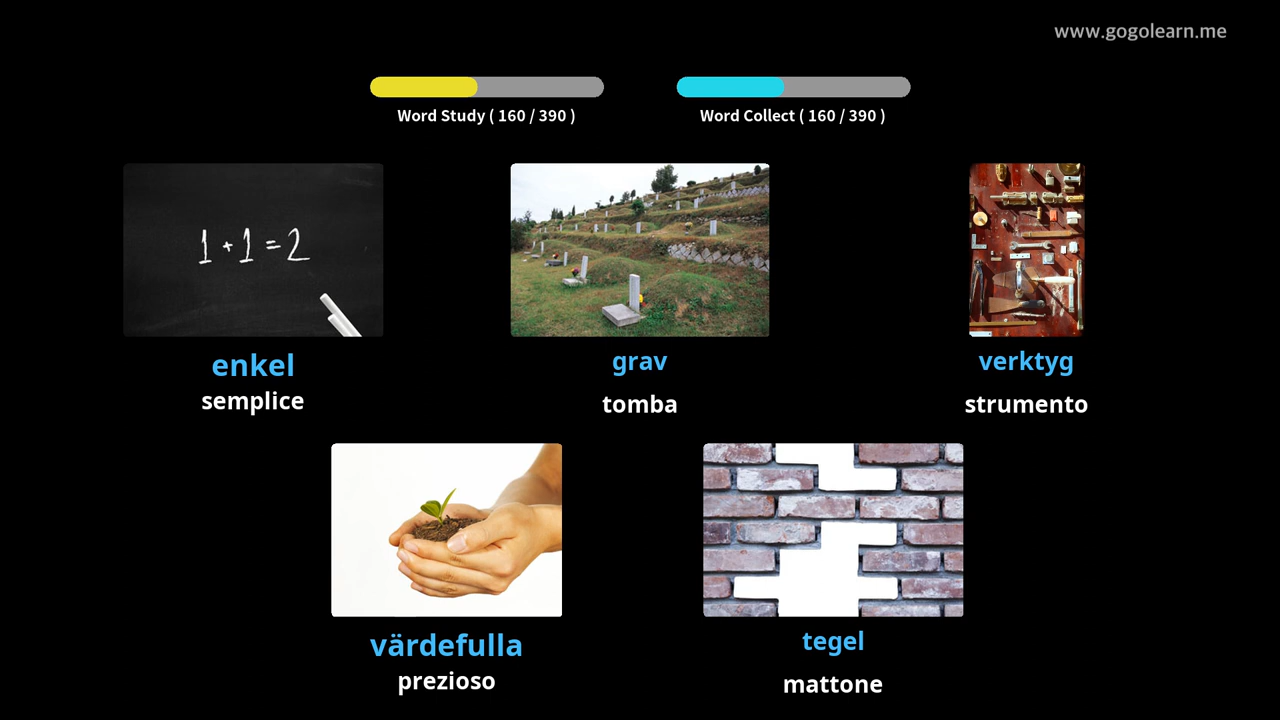 www.gogolearn.me
Word Study ( 160 / 390 )
Word Collect ( 160 / 390 )
1 + 1 = 2
enkel
semplice
grav
tomba
verktyg
strumento
värdefulla
prezioso
tegel
mattone